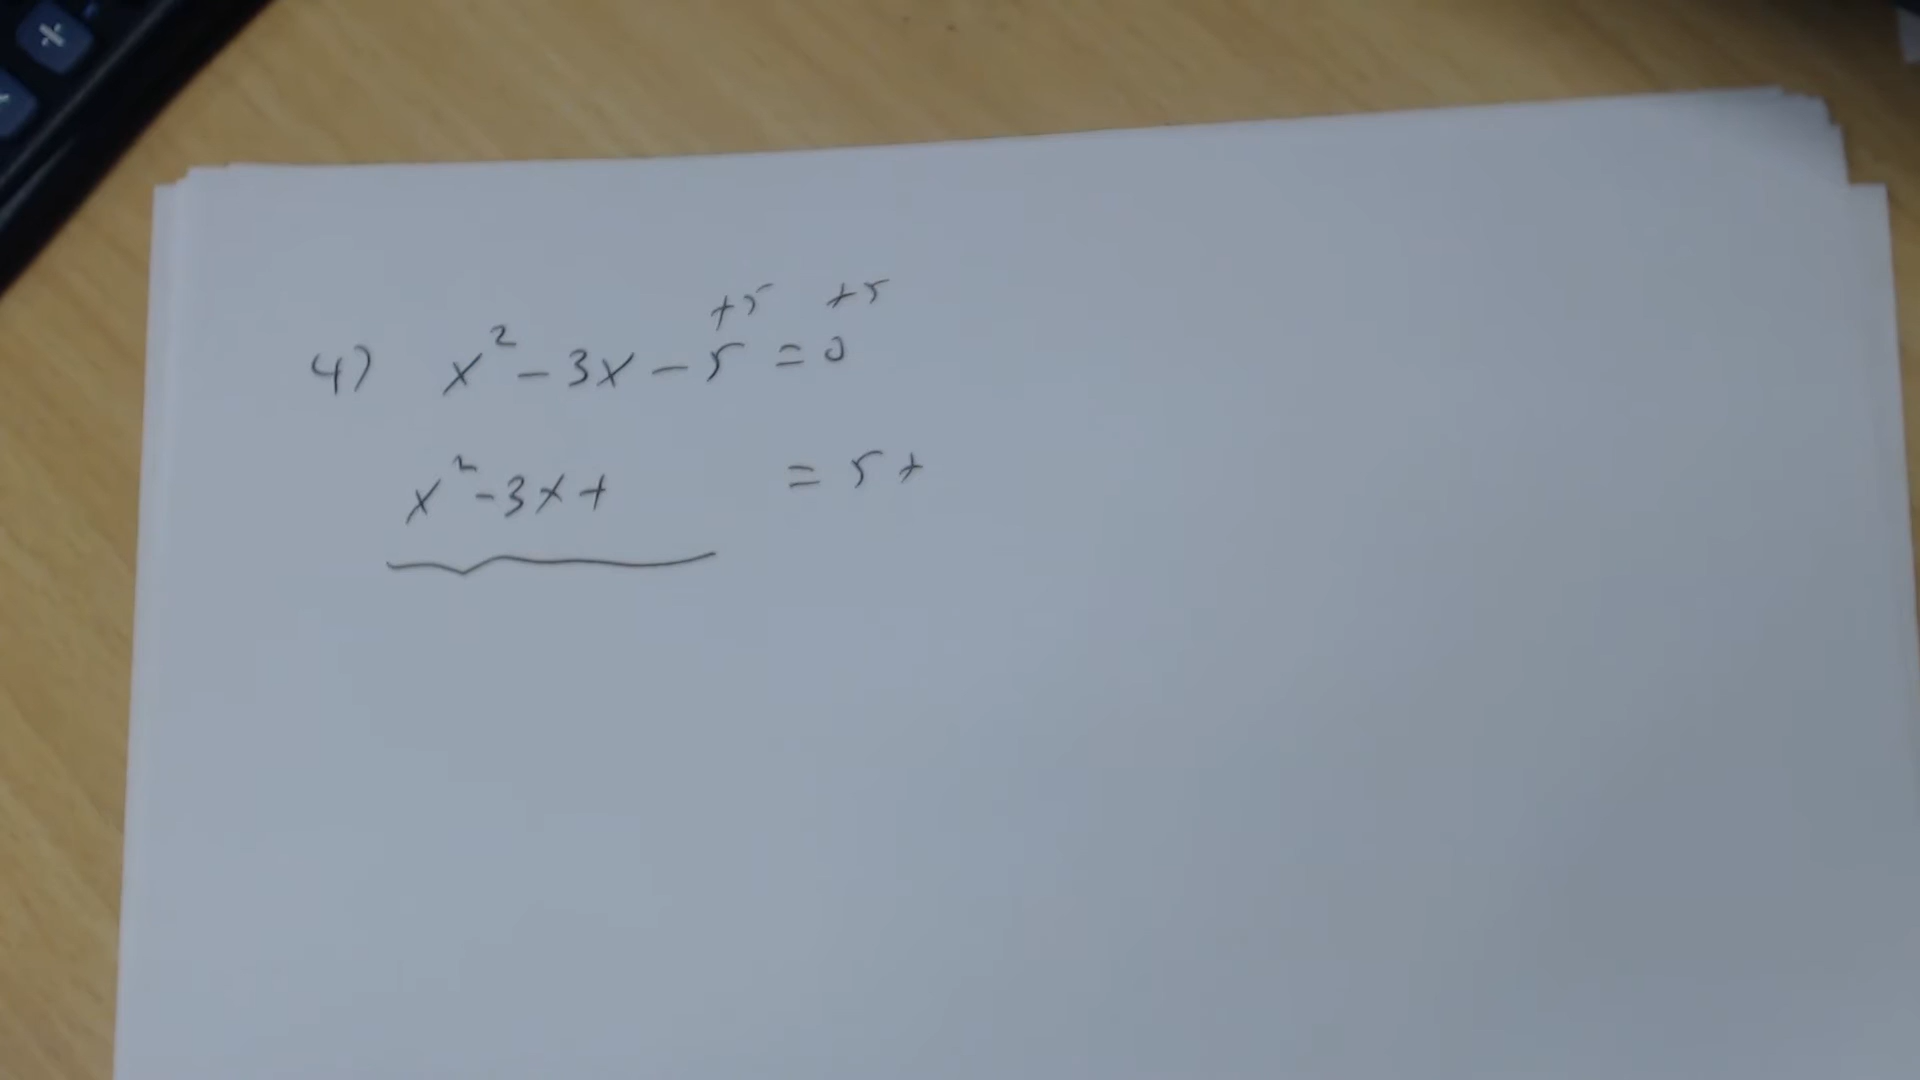 +5 +5
4) x² - 3x - 5 = 0
x² - 3x + = 5 +